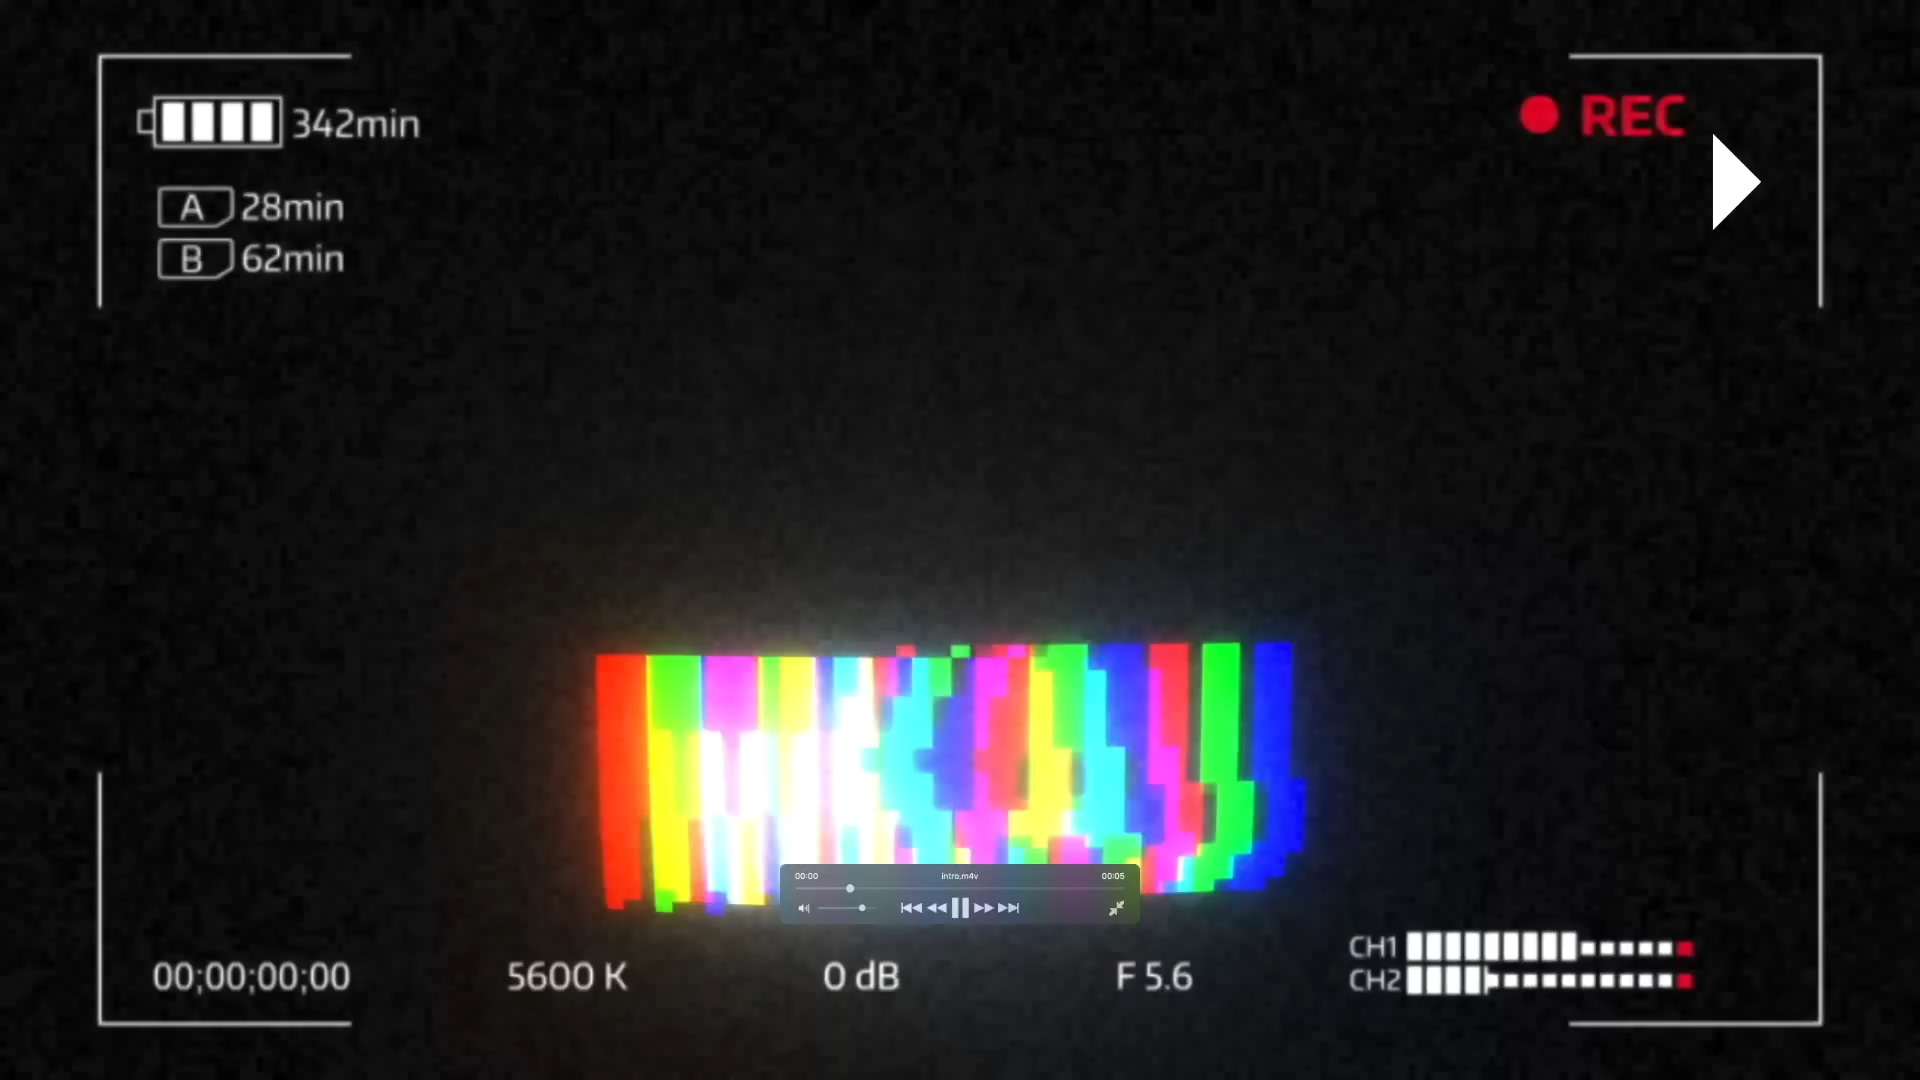 342min
REC
A 28min
B 62min
00:00 intro.m4v 00:05
00;00;00;00 5600 K 0 dB F 5.6
CH1
CH2